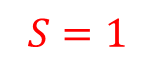 S = 1